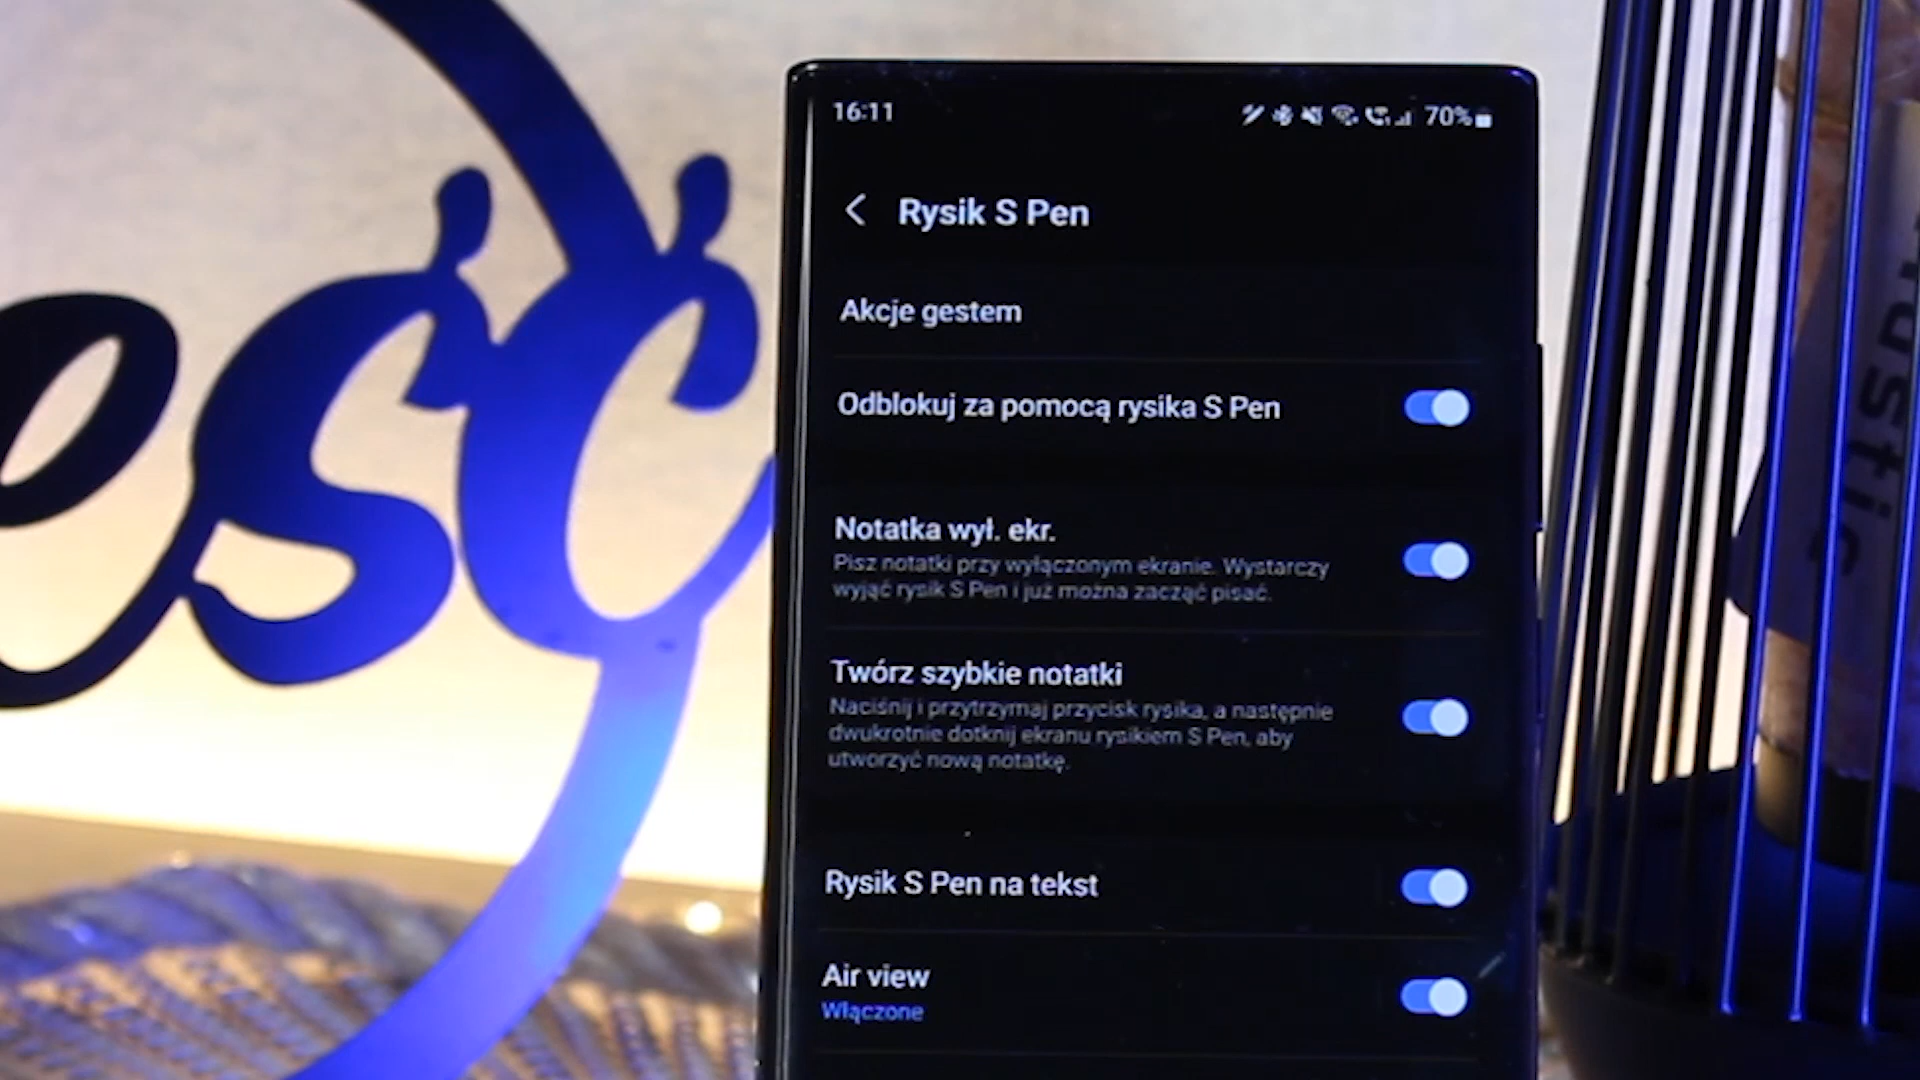 esc
16:11 70%
Rysik S Pen
Akcje gestem
Odblokuj za pomocą rysika S Pen
Notatka wył. ekr.
Pisz notatki przy wyłączonym ekranie. Wystarczy
wyjąć rysik S Pen i już można zacząć pisać.
Twórz szybkie notatki
Naciśnij i przytrzymaj przycisk rysika, a następnie
dwukrotnie dotknij ekranu rysikiem S Pen, aby
utworzyć nową notatkę.
Rysik S Pen na tekst
Air view
Włączone